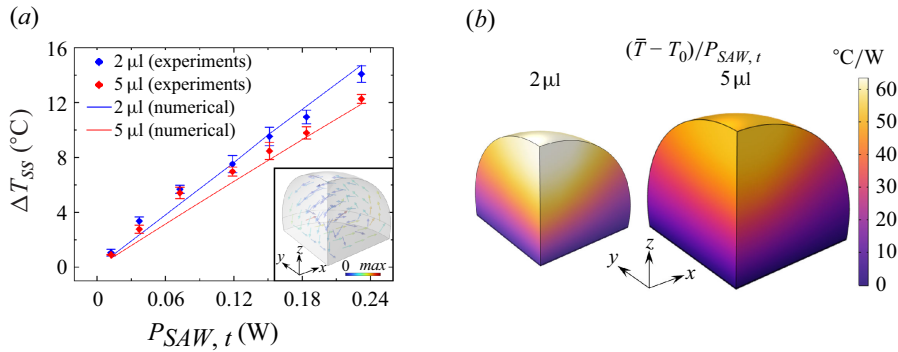 (a)
16
12
8
4
0
ΔT_SS (°C)
2 μl (experiments)
5 μl (experiments)
2 μl (numerical)
5 μl (numerical)
z
y
x
0 max
0 0.06 0.12 0.18 0.24
P_SAW, t (W)
(b)
(T̄ − T_0)/P_SAW, t
°C/W
2 μl
5 μl
60
50
40
30
20
10
0
z
y
x